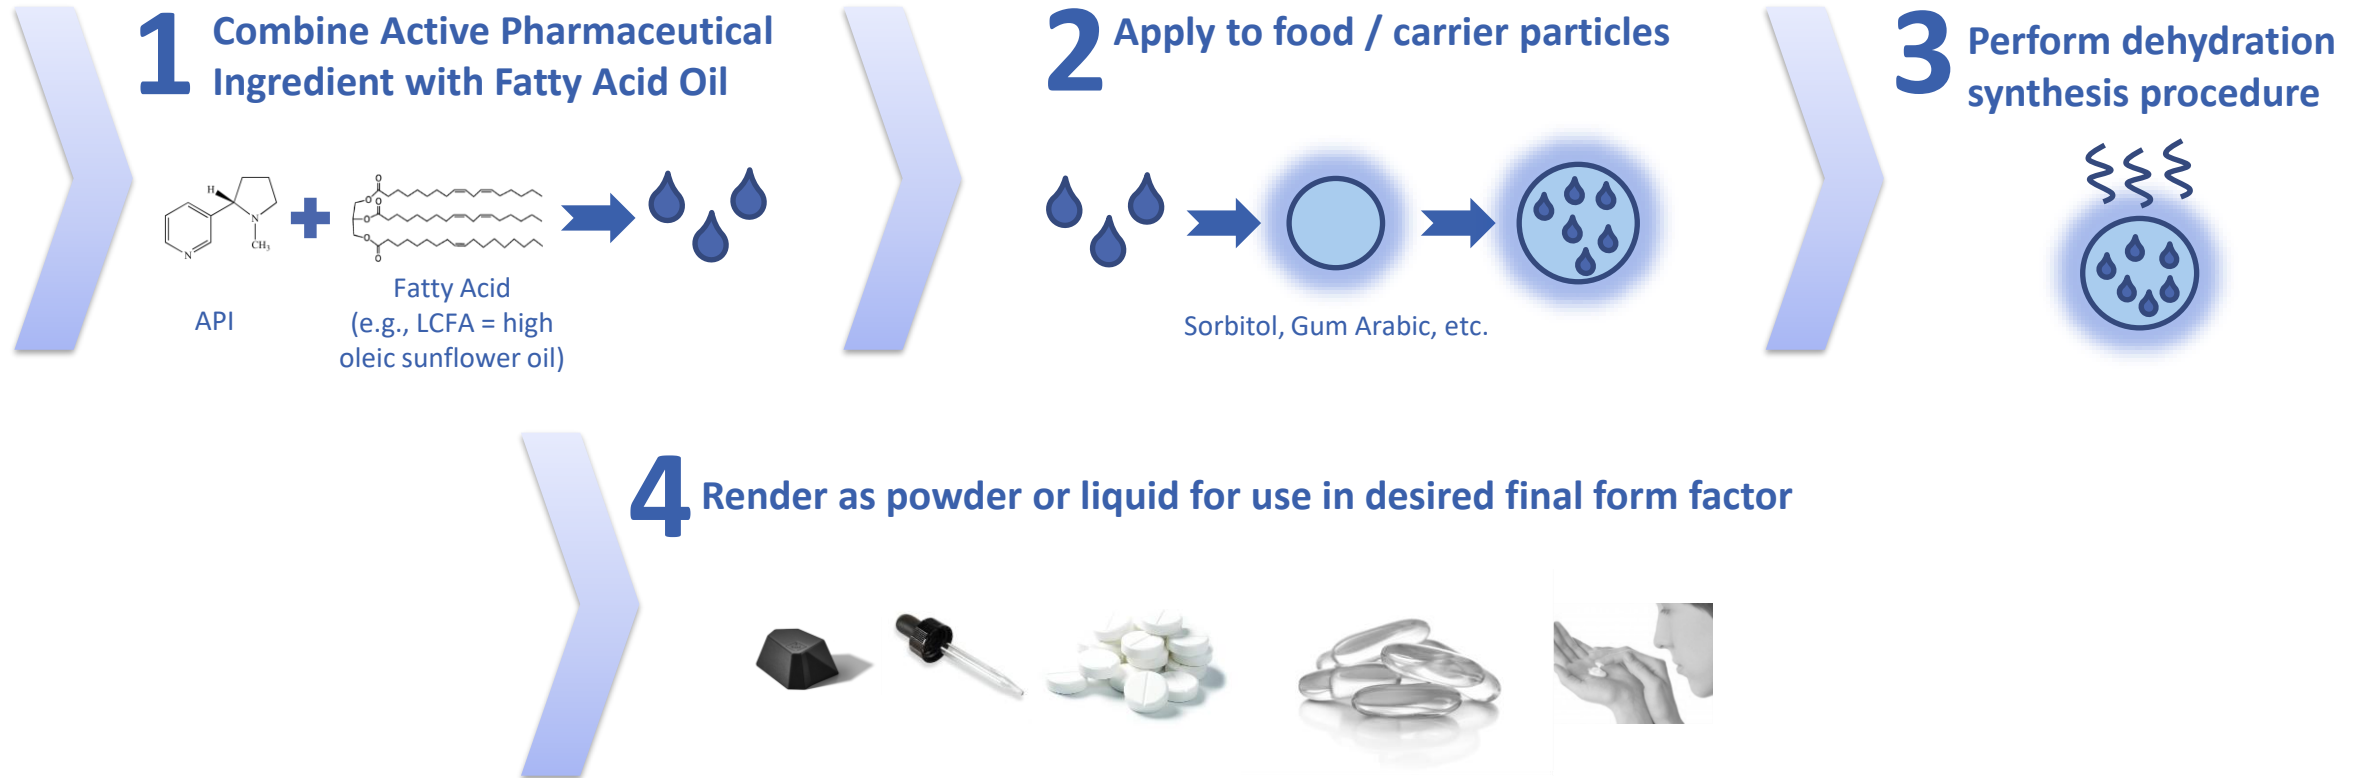 1
Combine Active Pharmaceutical
Ingredient with Fatty Acid Oil
H
N
CH3
N
O
O
O
O
O
O
API
Fatty Acid
(e.g., LCFA = high
oleic sunflower oil)
2
Apply to food / carrier particles
Sorbitol, Gum Arabic, etc.
3
Perform dehydration
synthesis procedure
4
Render as powder or liquid for use in desired final form factor